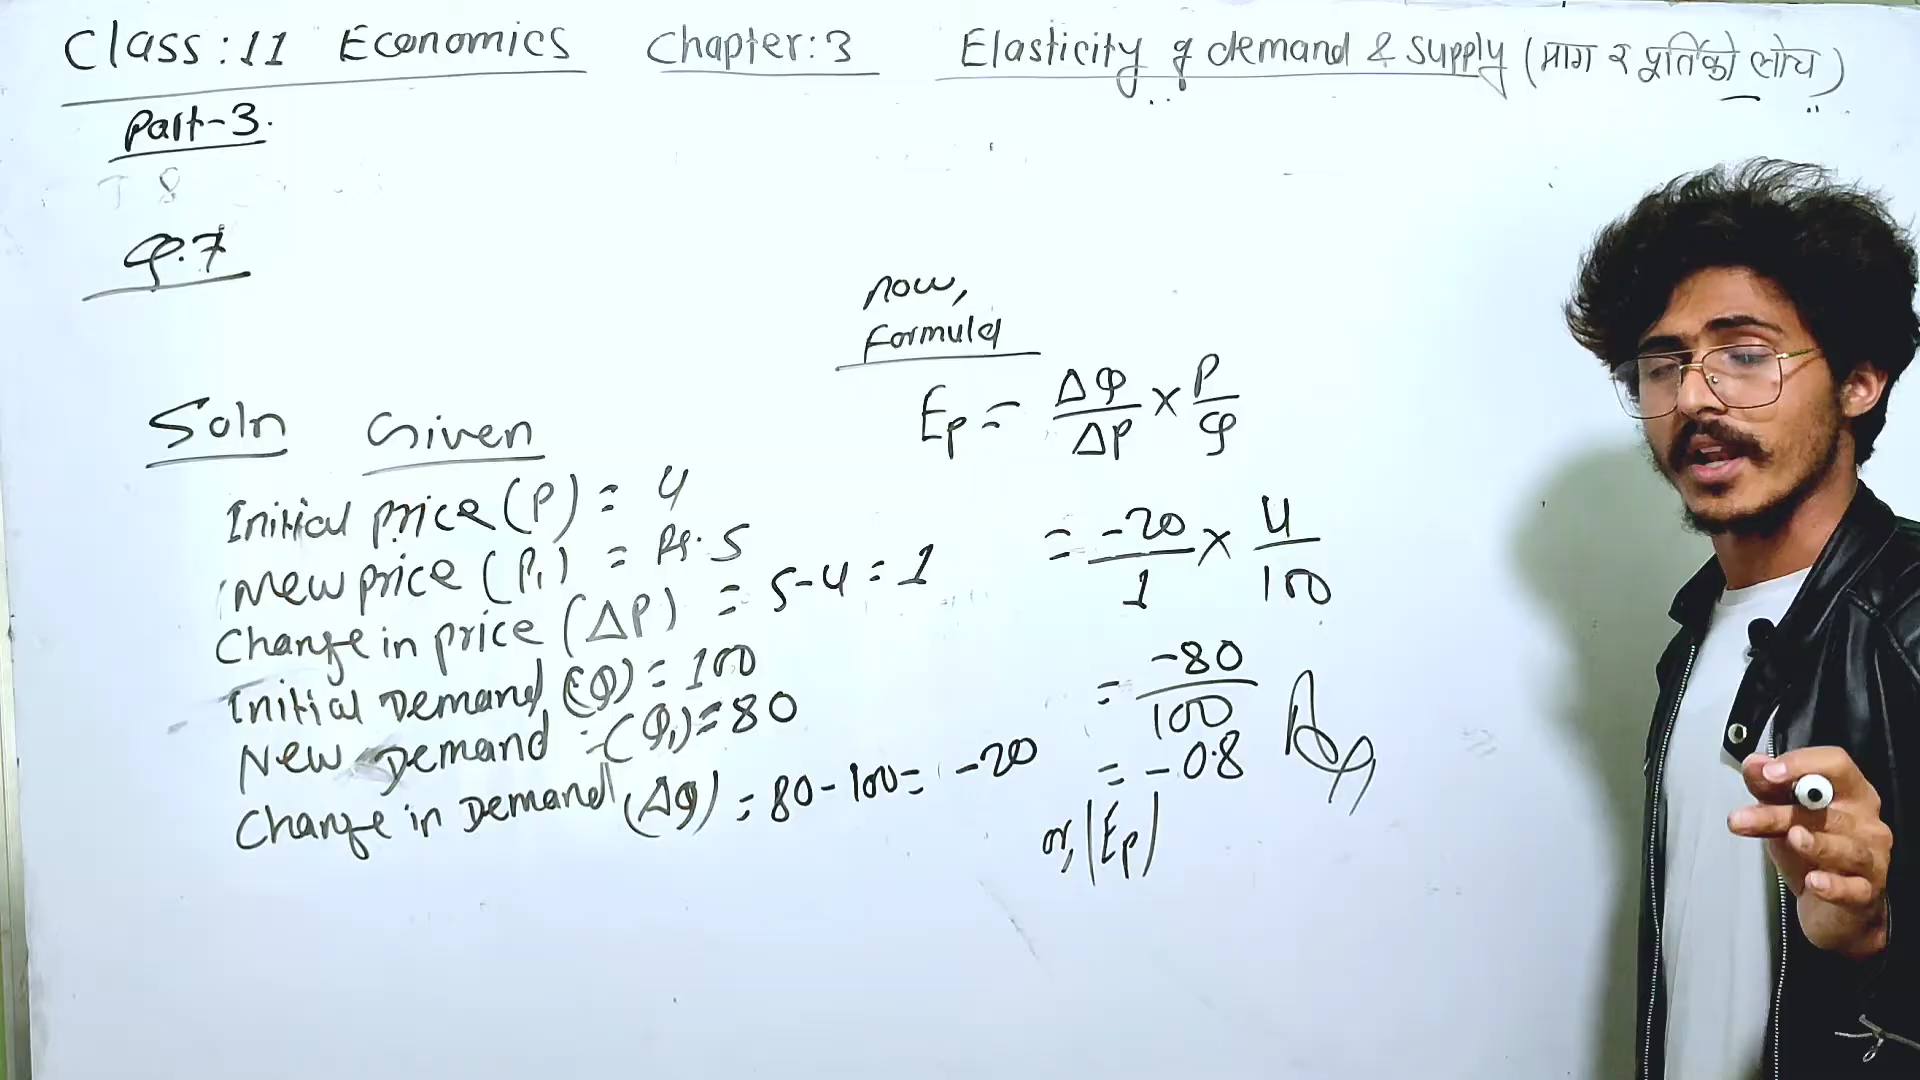 Class:11 Economics Chapter:3 Elasticity of demand & supply (माग र पूर्तिको लोच)
Part-3.
Q.7
now,
formula
Ep = ΔQ/ΔP × P/Q
Soln Given
Initial price (P) = 4
New price (P₁) = Rs. 5
Change in price (ΔP) = 5-4 = 1
Initial Demand (Q) = 100
New Demand (Q₁) = 80
Change in Demand (ΔQ) = 80-100 = -20
= -20/1 × 4/100
= -80/100
= -0.8
or, |Ep|